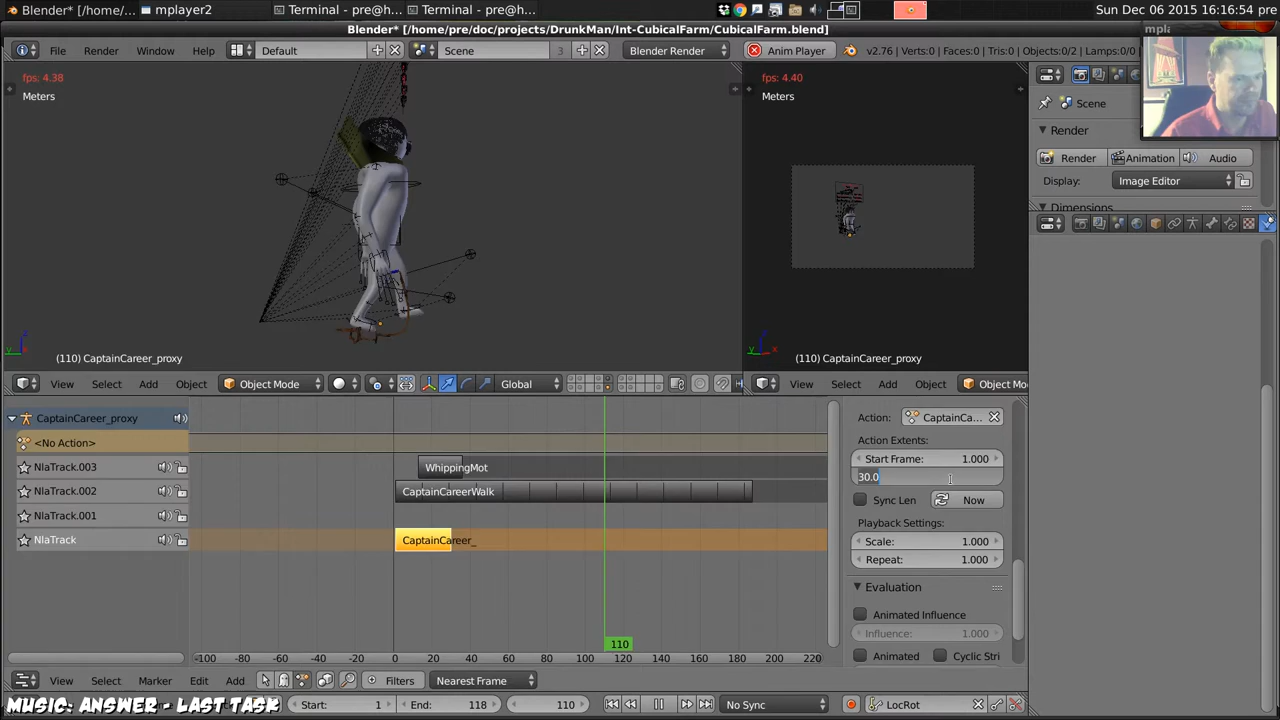 Blender* [/home/... mplayer2 Terminal - pre@h... Terminal - pre@h... Sun Dec 06 2015 16:16:54 pre
Blender* [/home/pre/doc/projects/DrunkMan/Int-CubicalFarm/CubicalFarm.blend]
File Render Window Help Default Scene 3 Blender Render Anim Player v2.76 | Verts:0 | Faces:0 | Tris:0 | Objects:0/2 | Lamps:0/0
fps: 4.38
Meters
(110) CaptainCareer_proxy
fps: 4.40
Meters
(110) CaptainCareer_proxy
Scene
Render
Render Animation Audio
Display: Image Editor
Dimensions
View Select Add Object Object Mode Global
View Select Add Object Object Mo
CaptainCareer_proxy
<No Action>
NlaTrack.003 WhippingMot
NlaTrack.002 CaptainCareerWalk
NlaTrack.001
NlaTrack CaptainCareer_
Action: CaptainCa...
Action Extents:
Start Frame: 1.000
30.0
Sync Len Now
Playback Settings:
Scale: 1.000
Repeat: 1.000
Evaluation
Animated Influence
Influence: 1.000
Animated Cyclic Stri
110
-100 -80 -60 -40 -20 0 20 40 60 80 100 120 140 160 180 200 220
View Select Marker Edit Add Filters Nearest Frame
MUSIC: ANSWER - LAST TASK
Start: 1 End: 118 110 No Sync LocRot